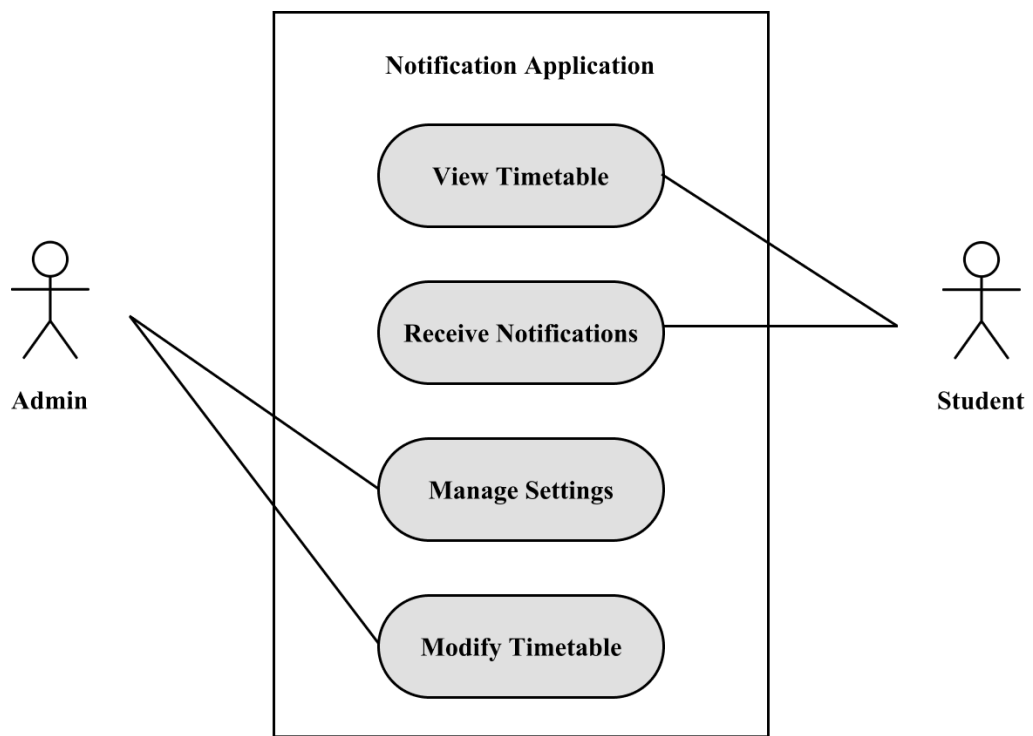 Notification Application
View Timetable
Receive Notifications
Admin
Student
Manage Settings
Modify Timetable